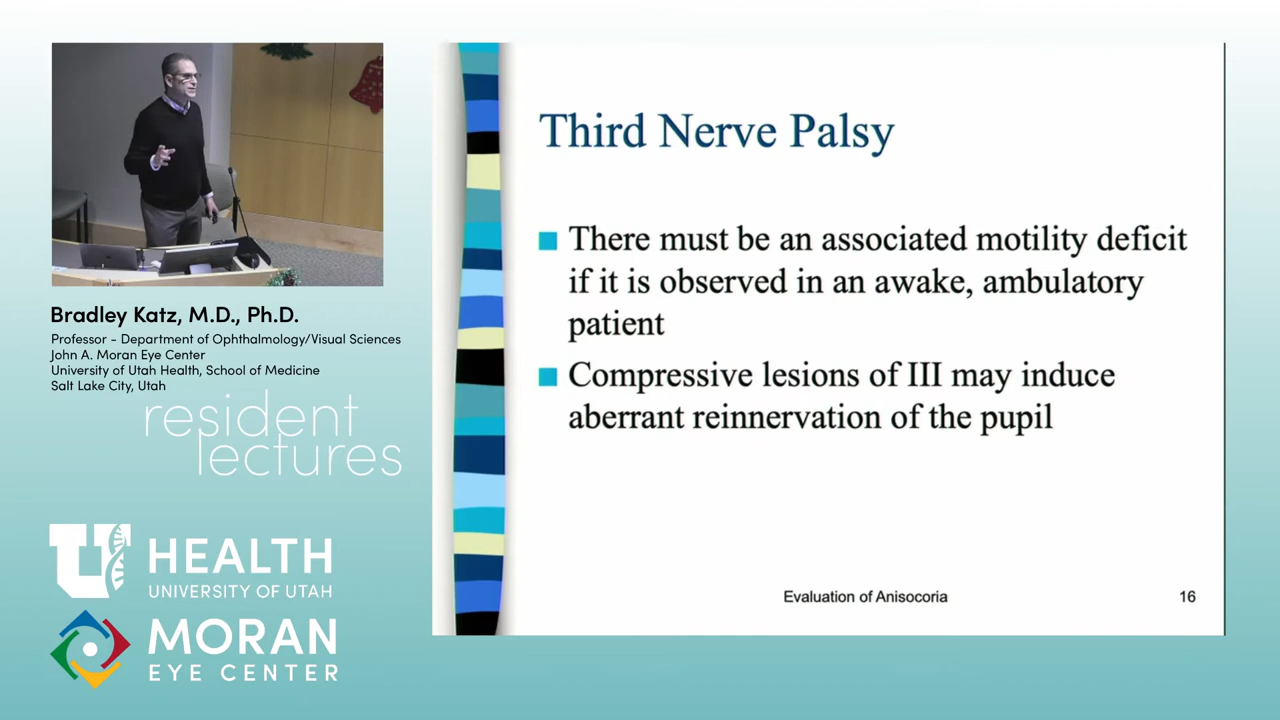 Bradley Katz, M.D., Ph.D.
Professor - Department of Ophthalmology/Visual Sciences
John A. Moran Eye Center
University of Utah Health, School of Medicine
Salt Lake City, Utah
resident
lectures
U HEALTH
UNIVERSITY OF UTAH
MORAN
EYE CENTER
Third Nerve Palsy
There must be an associated motility deficit
if it is observed in an awake, ambulatory
patient
Compressive lesions of III may induce
aberrant reinnervation of the pupil
Evaluation of Anisocoria
16